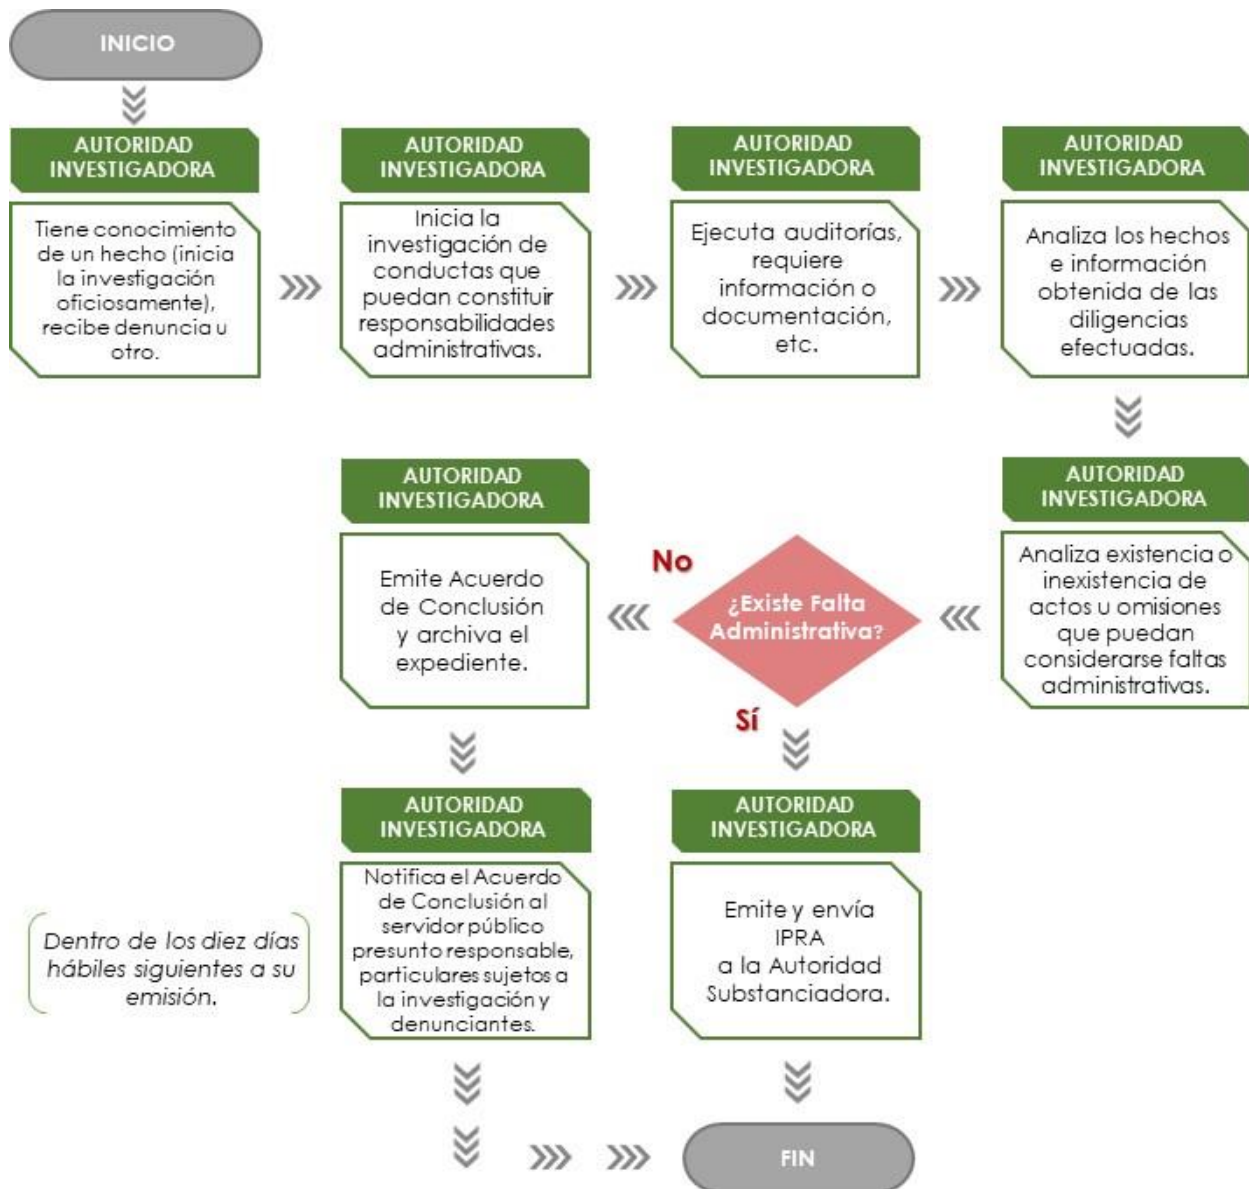 INICIO
AUTORIDAD
INVESTIGADORA
Tiene conocimiento
de un hecho (inicia
la investigación
oficiosamente),
recibe denuncia u
otro.
AUTORIDAD
INVESTIGADORA
Inicia la
investigación de
conductas que
puedan constituir
responsabilidades
administrativas.
AUTORIDAD
INVESTIGADORA
Ejecuta auditorías,
requiere
información o
documentación,
etc.
AUTORIDAD
INVESTIGADORA
Analiza los hechos
e información
obtenida de las
diligencias
efectuadas.
AUTORIDAD
INVESTIGADORA
Analiza existencia o
inexistencia de
actos u omisiones
que puedan
considerarse faltas
administrativas.
¿Existe Falta
Administrativa?
No
AUTORIDAD
INVESTIGADORA
Emite Acuerdo
de Conclusión
y archiva el
expediente.
AUTORIDAD
INVESTIGADORA
Notifica el Acuerdo
de Conclusión al
servidor público
presunto responsable,
particulares sujetos a
la investigación y
denunciantes.
Dentro de los diez días
hábiles siguientes a su
emisión.
Sí
AUTORIDAD
INVESTIGADORA
Emite y envía
IPRA
a la Autoridad
Substanciadora.
FIN